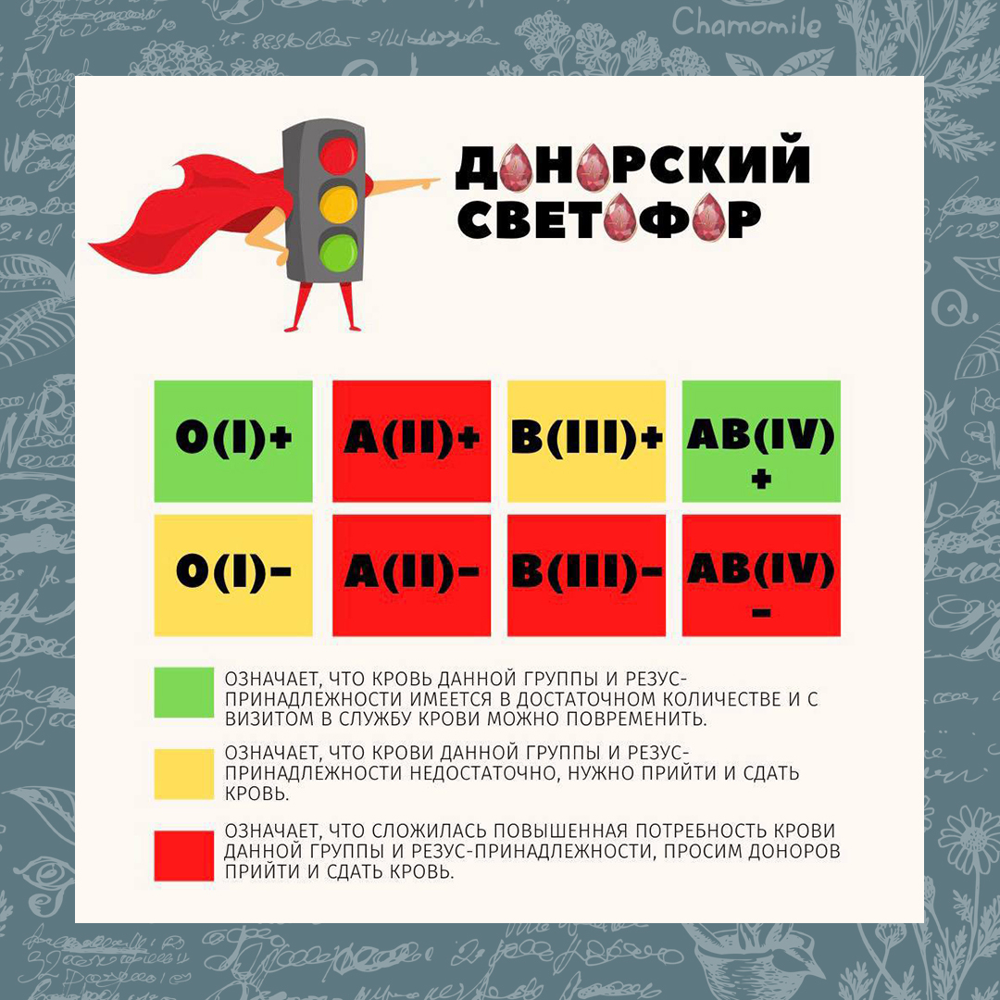 Chamomile
ДОНОРСКИЙ
СВЕТОФОР
O(I)+ A(II)+ B(III)+ AB(IV)
+
O(I)- A(II)- B(III)- AB(IV)
-
ОЗНАЧАЕТ, ЧТО КРОВЬ ДАННОЙ ГРУППЫ И РЕЗУС-
ПРИНАДЛЕЖНОСТИ ИМЕЕТСЯ В ДОСТАТОЧНОМ КОЛИЧЕСТВЕ И С
ВИЗИТОМ В СЛУЖБУ КРОВИ МОЖНО ПОВРЕМЕНИТЬ.
ОЗНАЧАЕТ, ЧТО КРОВИ ДАННОЙ ГРУППЫ И РЕЗУС-
ПРИНАДЛЕЖНОСТИ НЕДОСТАТОЧНО, НУЖНО ПРИЙТИ И СДАТЬ
КРОВЬ.
ОЗНАЧАЕТ, ЧТО СЛОЖИЛАСЬ ПОВЫШЕННАЯ ПОТРЕБНОСТЬ КРОВИ
ДАННОЙ ГРУППЫ И РЕЗУС-ПРИНАДЛЕЖНОСТИ, ПРОСИМ ДОНОРОВ
ПРИЙТИ И СДАТЬ КРОВЬ.